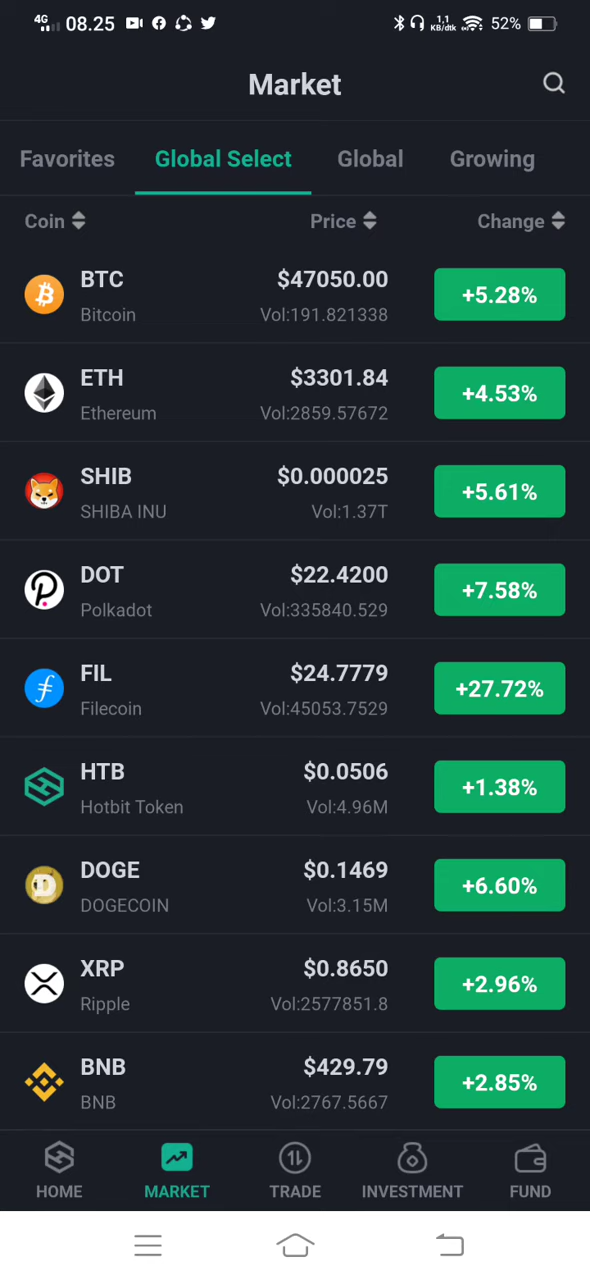 4G 08.25 1,1 KB/dtk 52%
Market
Favorites Global Select Global Growing
Coin Price Change
BTC $47050.00 +5.28%
Bitcoin Vol:191.821338
ETH $3301.84 +4.53%
Ethereum Vol:2859.57672
SHIB $0.000025 +5.61%
SHIBA INU Vol:1.37T
DOT $22.4200 +7.58%
Polkadot Vol:335840.529
FIL $24.7779 +27.72%
Filecoin Vol:45053.7529
HTB $0.0506 +1.38%
Hotbit Token Vol:4.96M
DOGE $0.1469 +6.60%
DOGECOIN Vol:3.15M
XRP $0.8650 +2.96%
Ripple Vol:2577851.8
BNB $429.79 +2.85%
BNB Vol:2767.5667
HOME MARKET TRADE INVESTMENT FUND